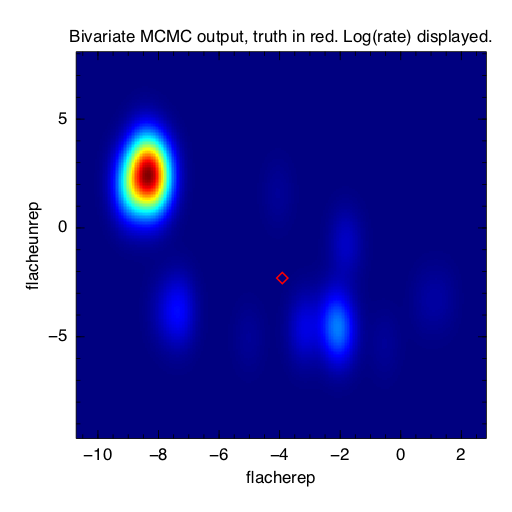 Bivariate MCMC output, truth in red. Log(rate) displayed.
5
0
−5
flacheunrep
−10 −8 −6 −4 −2 0 2
flacherep